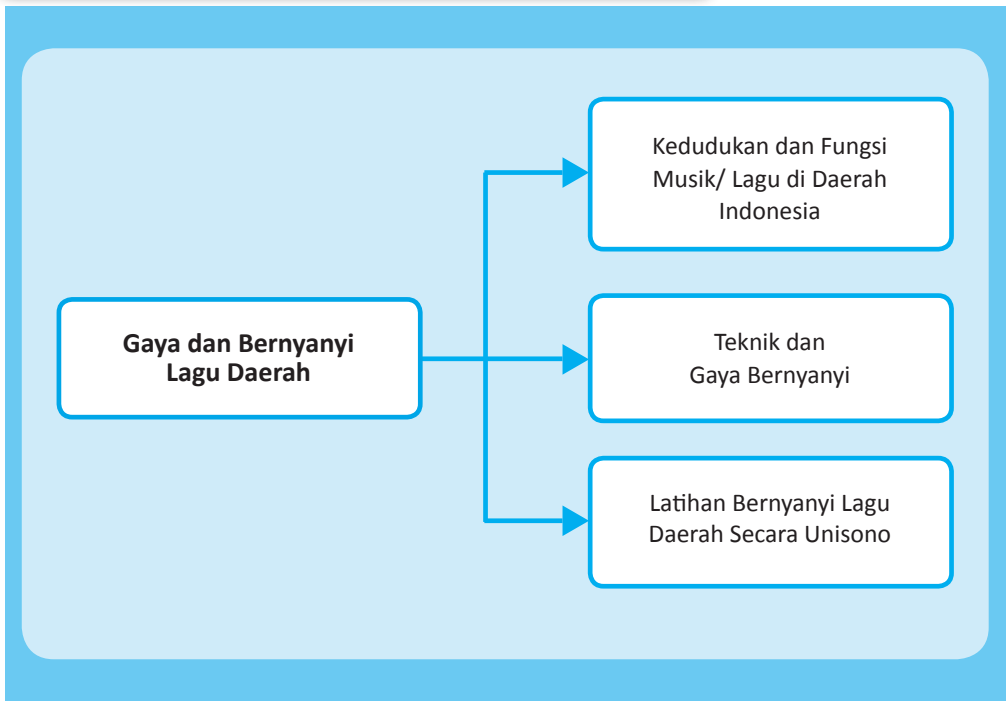 Kedudukan dan Fungsi
Musik/ Lagu di Daerah
Indonesia
Gaya dan Bernyanyi
Lagu Daerah
Teknik dan
Gaya Bernyanyi
Latihan Bernyanyi Lagu
Daerah Secara Unisono